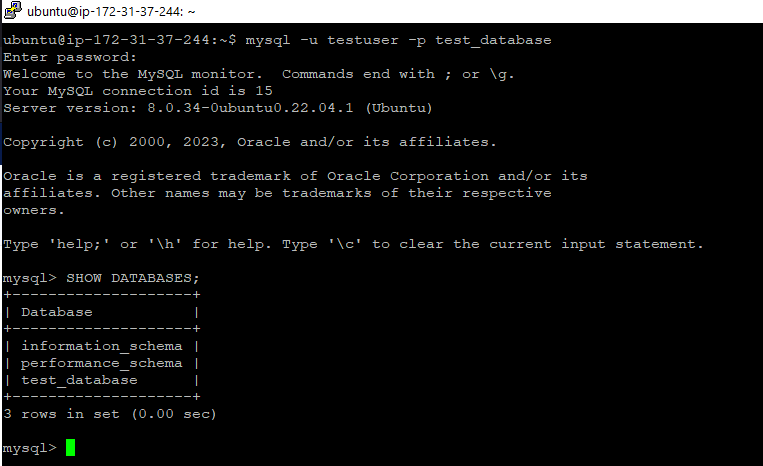 ubuntu@ip-172-31-37-244: ~
ubuntu@ip-172-31-37-244:~$ mysql -u testuser -p test_database
Enter password:
Welcome to the MySQL monitor.  Commands end with ; or \g.
Your MySQL connection id is 15
Server version: 8.0.34-0ubuntu0.22.04.1 (Ubuntu)
Copyright (c) 2000, 2023, Oracle and/or its affiliates.
Oracle is a registered trademark of Oracle Corporation and/or its
affiliates. Other names may be trademarks of their respective
owners.
Type 'help;' or '\h' for help. Type '\c' to clear the current input statement.
mysql> SHOW DATABASES;
+--------------------+
| Database           |
+--------------------+
| information_schema |
| performance_schema |
| test_database      |
+--------------------+
3 rows in set (0.00 sec)
mysql>